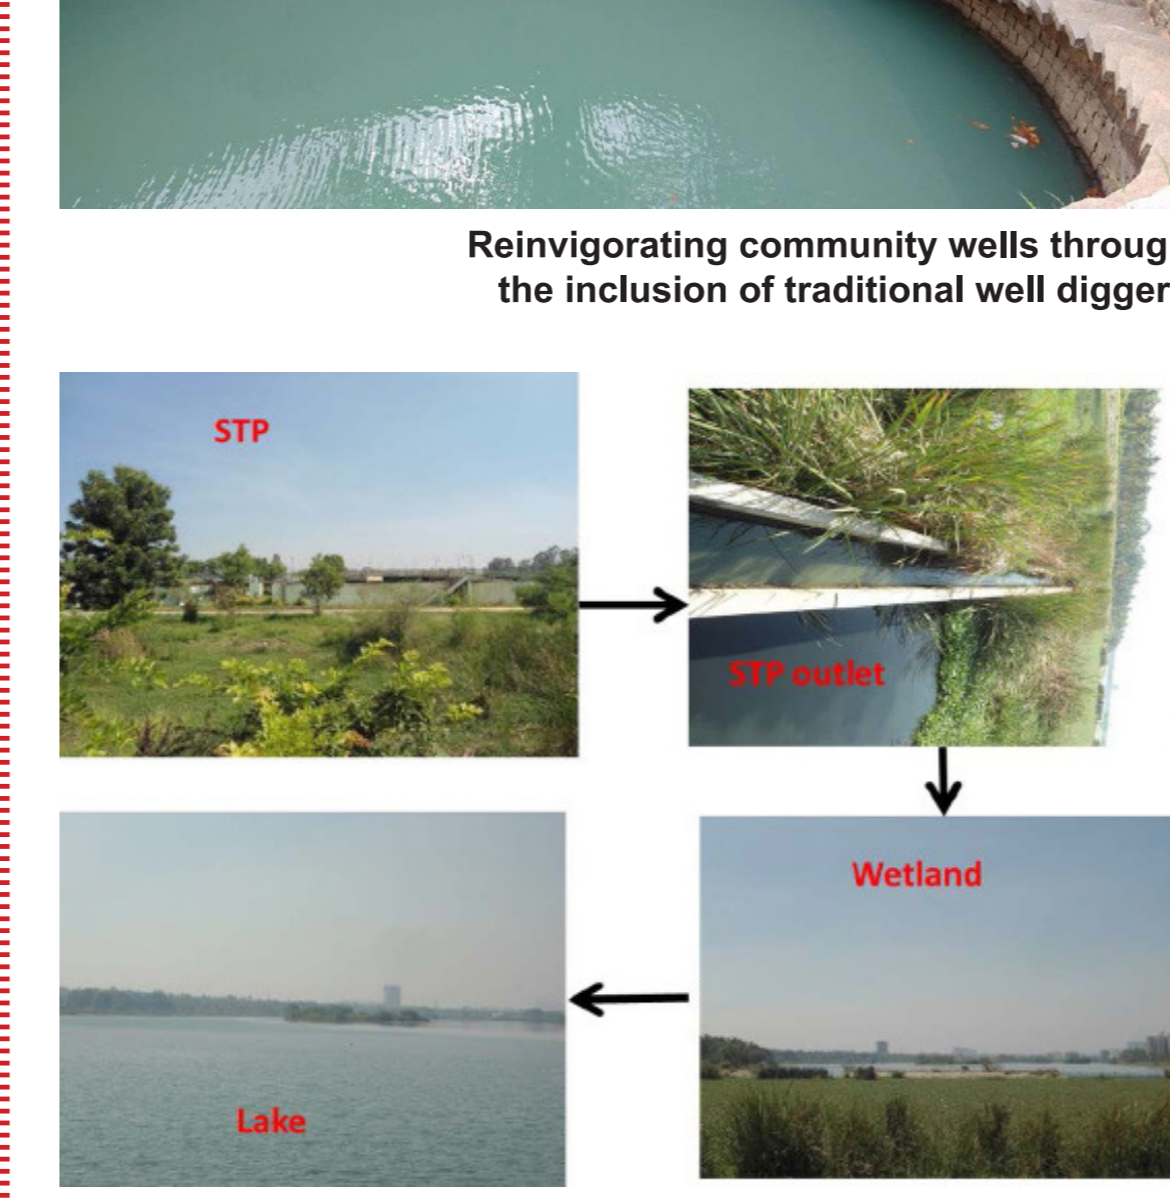 Reinvigorating community wells throug
the inclusion of traditional well digger
STP
STP outlet
Wetland
Lake